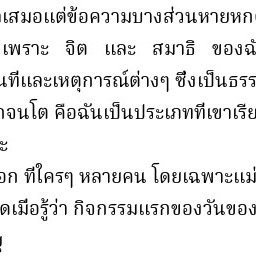 เสมอแต่ข้อความบางส่วนหายหก
เพราะ จิต และ สมาธิ ของฉั
นที่และเหตุการณ์ต่างๆ ซึ่งเป็นธรร
จนโต คือฉันเป็นประเภทที่เขาเรีย
ะ
อก ที่ใครๆ หลายคน โดยเฉพาะแม่
ดเมื่อรู้ว่า กิจกรรมแรกของวันของ